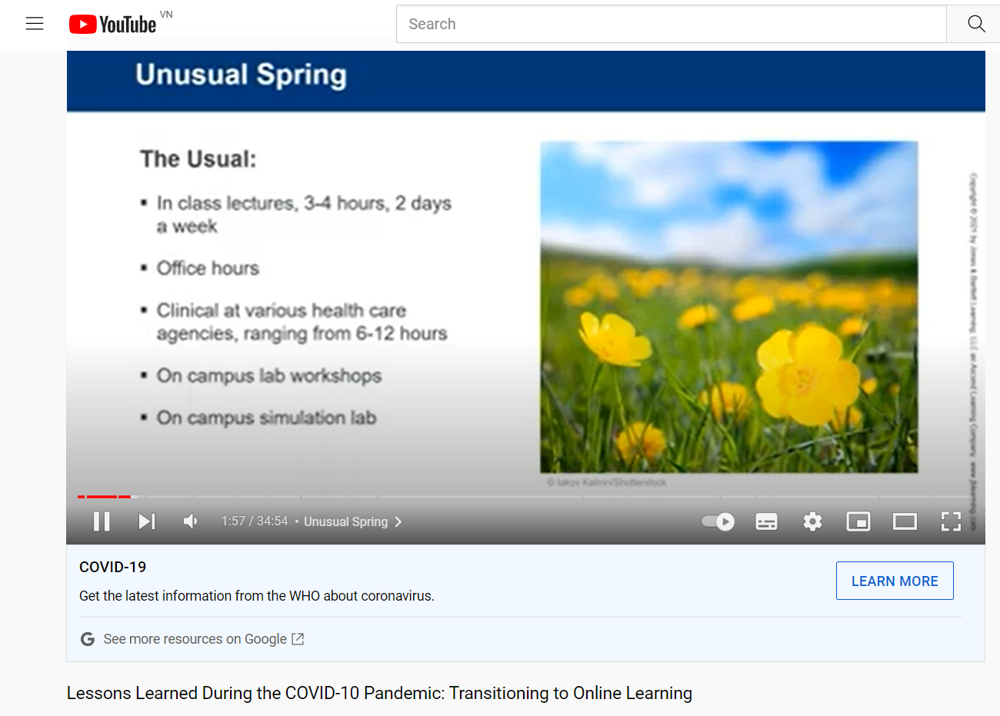 YouTube VN
Search
Unusual Spring
The Usual:
▪ In class lectures, 3-4 hours, 2 days
a week
▪ Office hours
▪ Clinical at various health care
agencies, ranging from 6-12 hours
▪ On campus lab workshops
▪ On campus simulation lab
© Iakov Kalinin/Shutterstock
Copyright © 2021 by Jones & Bartlett Learning, LLC an Ascend Learning Company. www.jblearning.com
1:57 / 34:54 • Unusual Spring
COVID-19
Get the latest information from the WHO about coronavirus.
LEARN MORE
See more resources on Google
Lessons Learned During the COVID-10 Pandemic: Transitioning to Online Learning